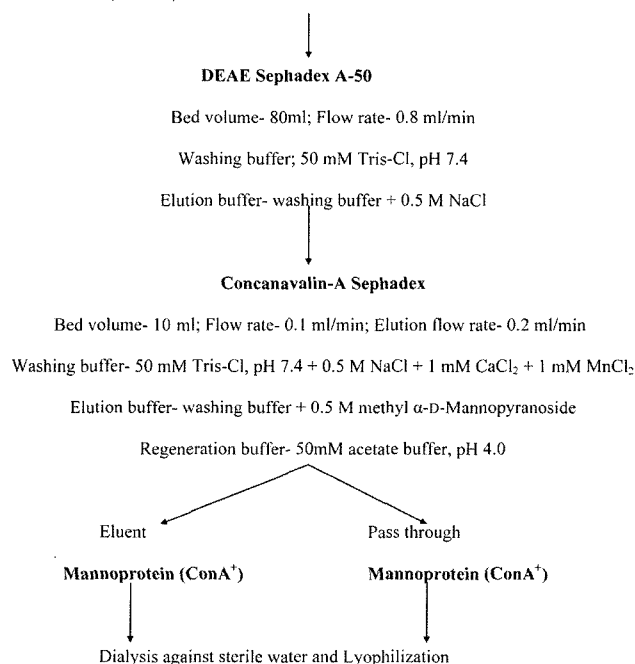 DEAE Sephadex A-50
Bed volume- 80ml; Flow rate- 0.8 ml/min
Washing buffer; 50 mM Tris-Cl, pH 7.4
Elution buffer- washing buffer + 0.5 M NaCl
Concanavalin-A Sephadex
Bed volume- 10 ml; Flow rate- 0.1 ml/min; Elution flow rate- 0.2 ml/min
Washing buffer- 50 mM Tris-Cl, pH 7.4 + 0.5 M NaCl + 1 mM CaCl₂ + 1 mM MnCl₂
Elution buffer- washing buffer + 0.5 M methyl α-D-Mannopyranoside
Regeneration buffer- 50mM acetate buffer, pH 4.0
Eluent Pass through
Mannoprotein (ConA⁺) Mannoprotein (ConA⁺)
Dialysis against sterile water and Lyophilization